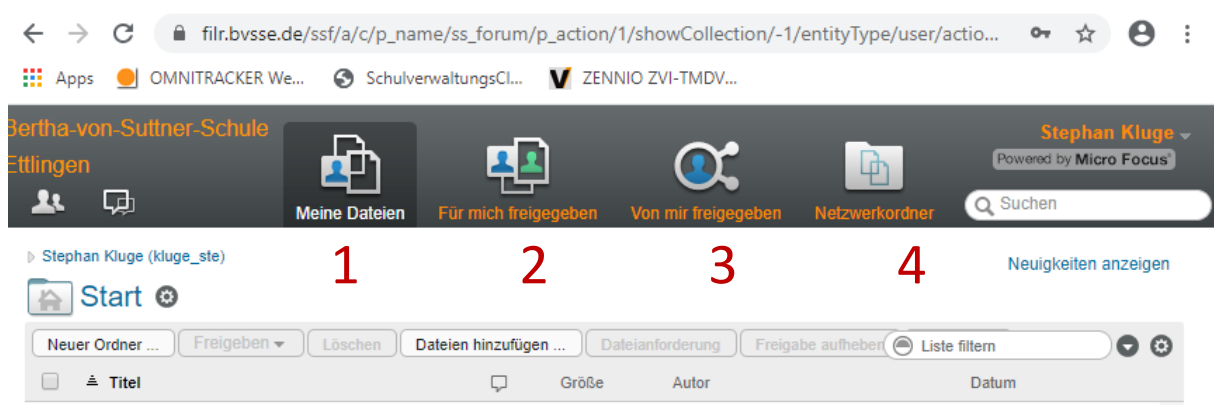 filr.bvsse.de/ssf/a/c/p_name/ss_forum/p_action/1/showCollection/-1/entityType/user/actio...
Apps OMNITRACKER We... SchulverwaltungsCl... ZENNIO ZVI-TMDV...
Bertha-von-Suttner-Schule
Ettlingen
Stephan Kluge
Powered by Micro Focus
Suchen
Meine Dateien Für mich freigegeben Von mir freigegeben Netzwerkordner
Stephan Kluge (kluge_ste)
1 2 3 4
Neuigkeiten anzeigen
Start
Neuer Ordner ... Freigeben Löschen Dateien hinzufügen ... Dateianforderung Freigabe aufheben Liste filtern
Titel Größe Autor Datum